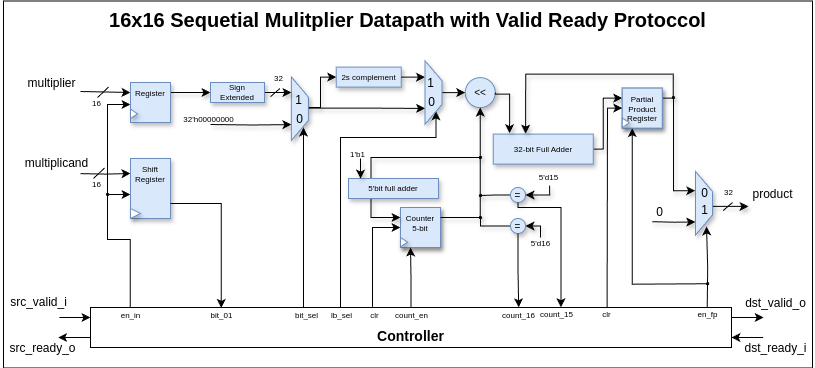 16x16 Sequetial Mulitplier Datapath with Valid Ready Protoccol
multiplier
16
Register
Sign
Extended
32
32'h00000000
1
0
2s complement
1
0
<<
32-bit Full Adder
Partial
Product
Register
multiplicand
16
Shift
Register
1'b1
5'bit full adder
Counter
5-bit
=
5'd15
=
5'd16
0
0
1
32
product
src_valid_i
src_ready_o
en_in
bit_01
bit_sel
lb_sel
clr
count_en
count_16
count_15
clr
en_fp
Controller
dst_valid_o
dst_ready_i